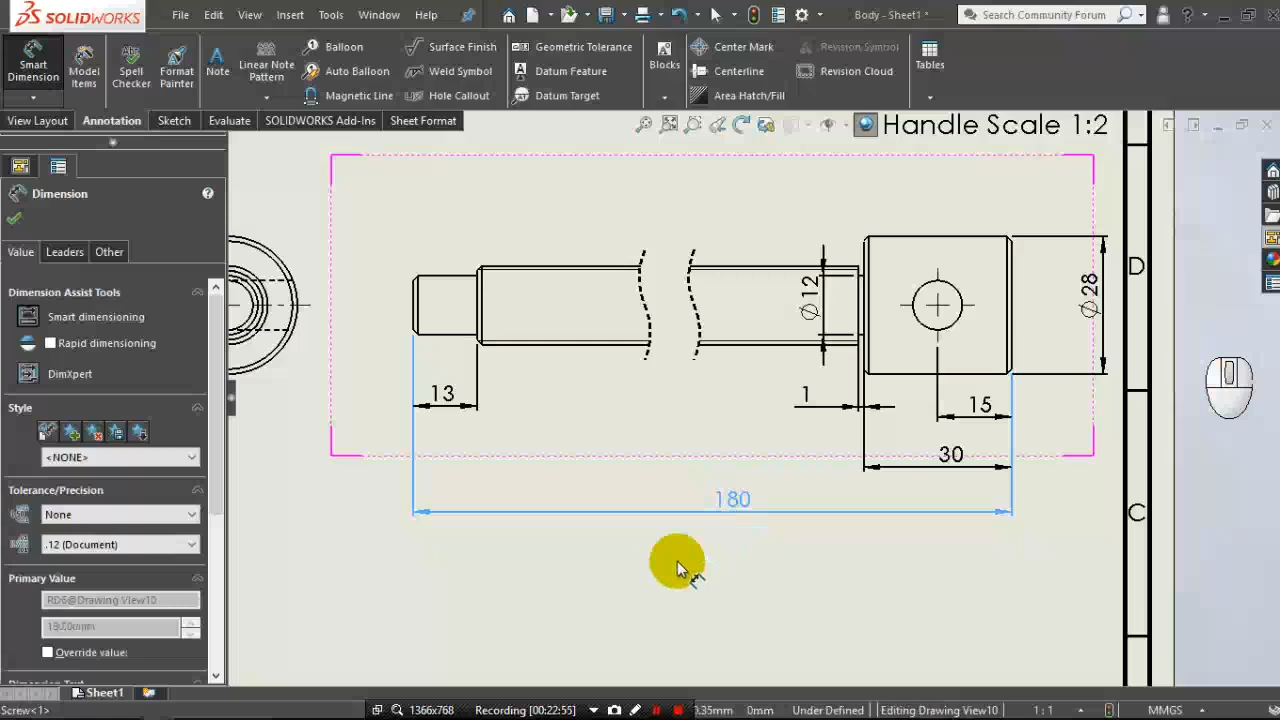 SOLIDWORKS File Edit View Insert Tools Window Help Body - Sheet1 * Search Community Forum ?
Smart Dimension
Model Items
Spell Checker
Format Painter
Note
Linear Note Pattern
Balloon
Auto Balloon
Magnetic Line
Surface Finish
Weld Symbol
Hole Callout
Geometric Tolerance
Datum Feature
Datum Target
Blocks
Center Mark
Centerline
Area Hatch/Fill
Revision Symbol
Revision Cloud
Tables
View Layout Annotation Sketch Evaluate SOLIDWORKS Add-Ins Sheet Format
Handle Scale 1:2
Dimension ?
Value Leaders Other
Dimension Assist Tools
Smart dimensioning
Rapid dimensioning
DimXpert
Style
<NONE>
Tolerance/Precision
None
.12 (Document)
Primary Value
RD6@Drawing View10
Override value:
∅12
∅28
D
13
1
15
30
180
C
Sheet1
Screw<1> 1366x768 Recording [00:22:55] 0mm Under Defined Editing Drawing View10 1 : 1 MMGS